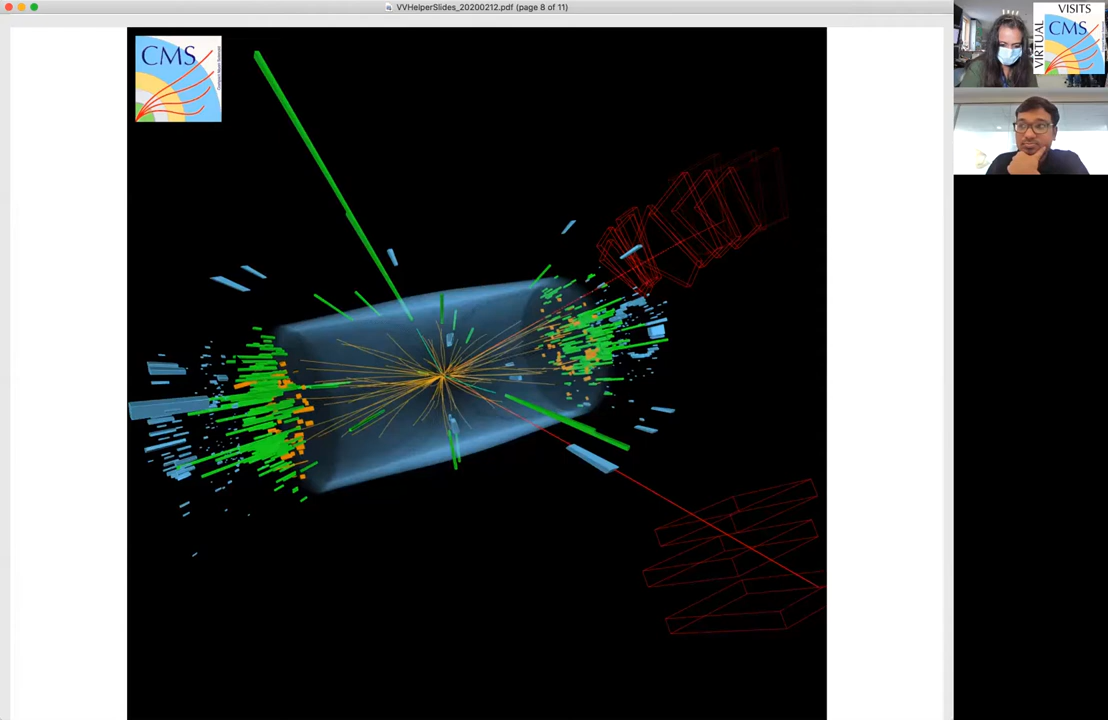 VVHelperSlides_20200212.pdf (page 8 of 11)
CMS
VISITS
VIRTUAL
CMS